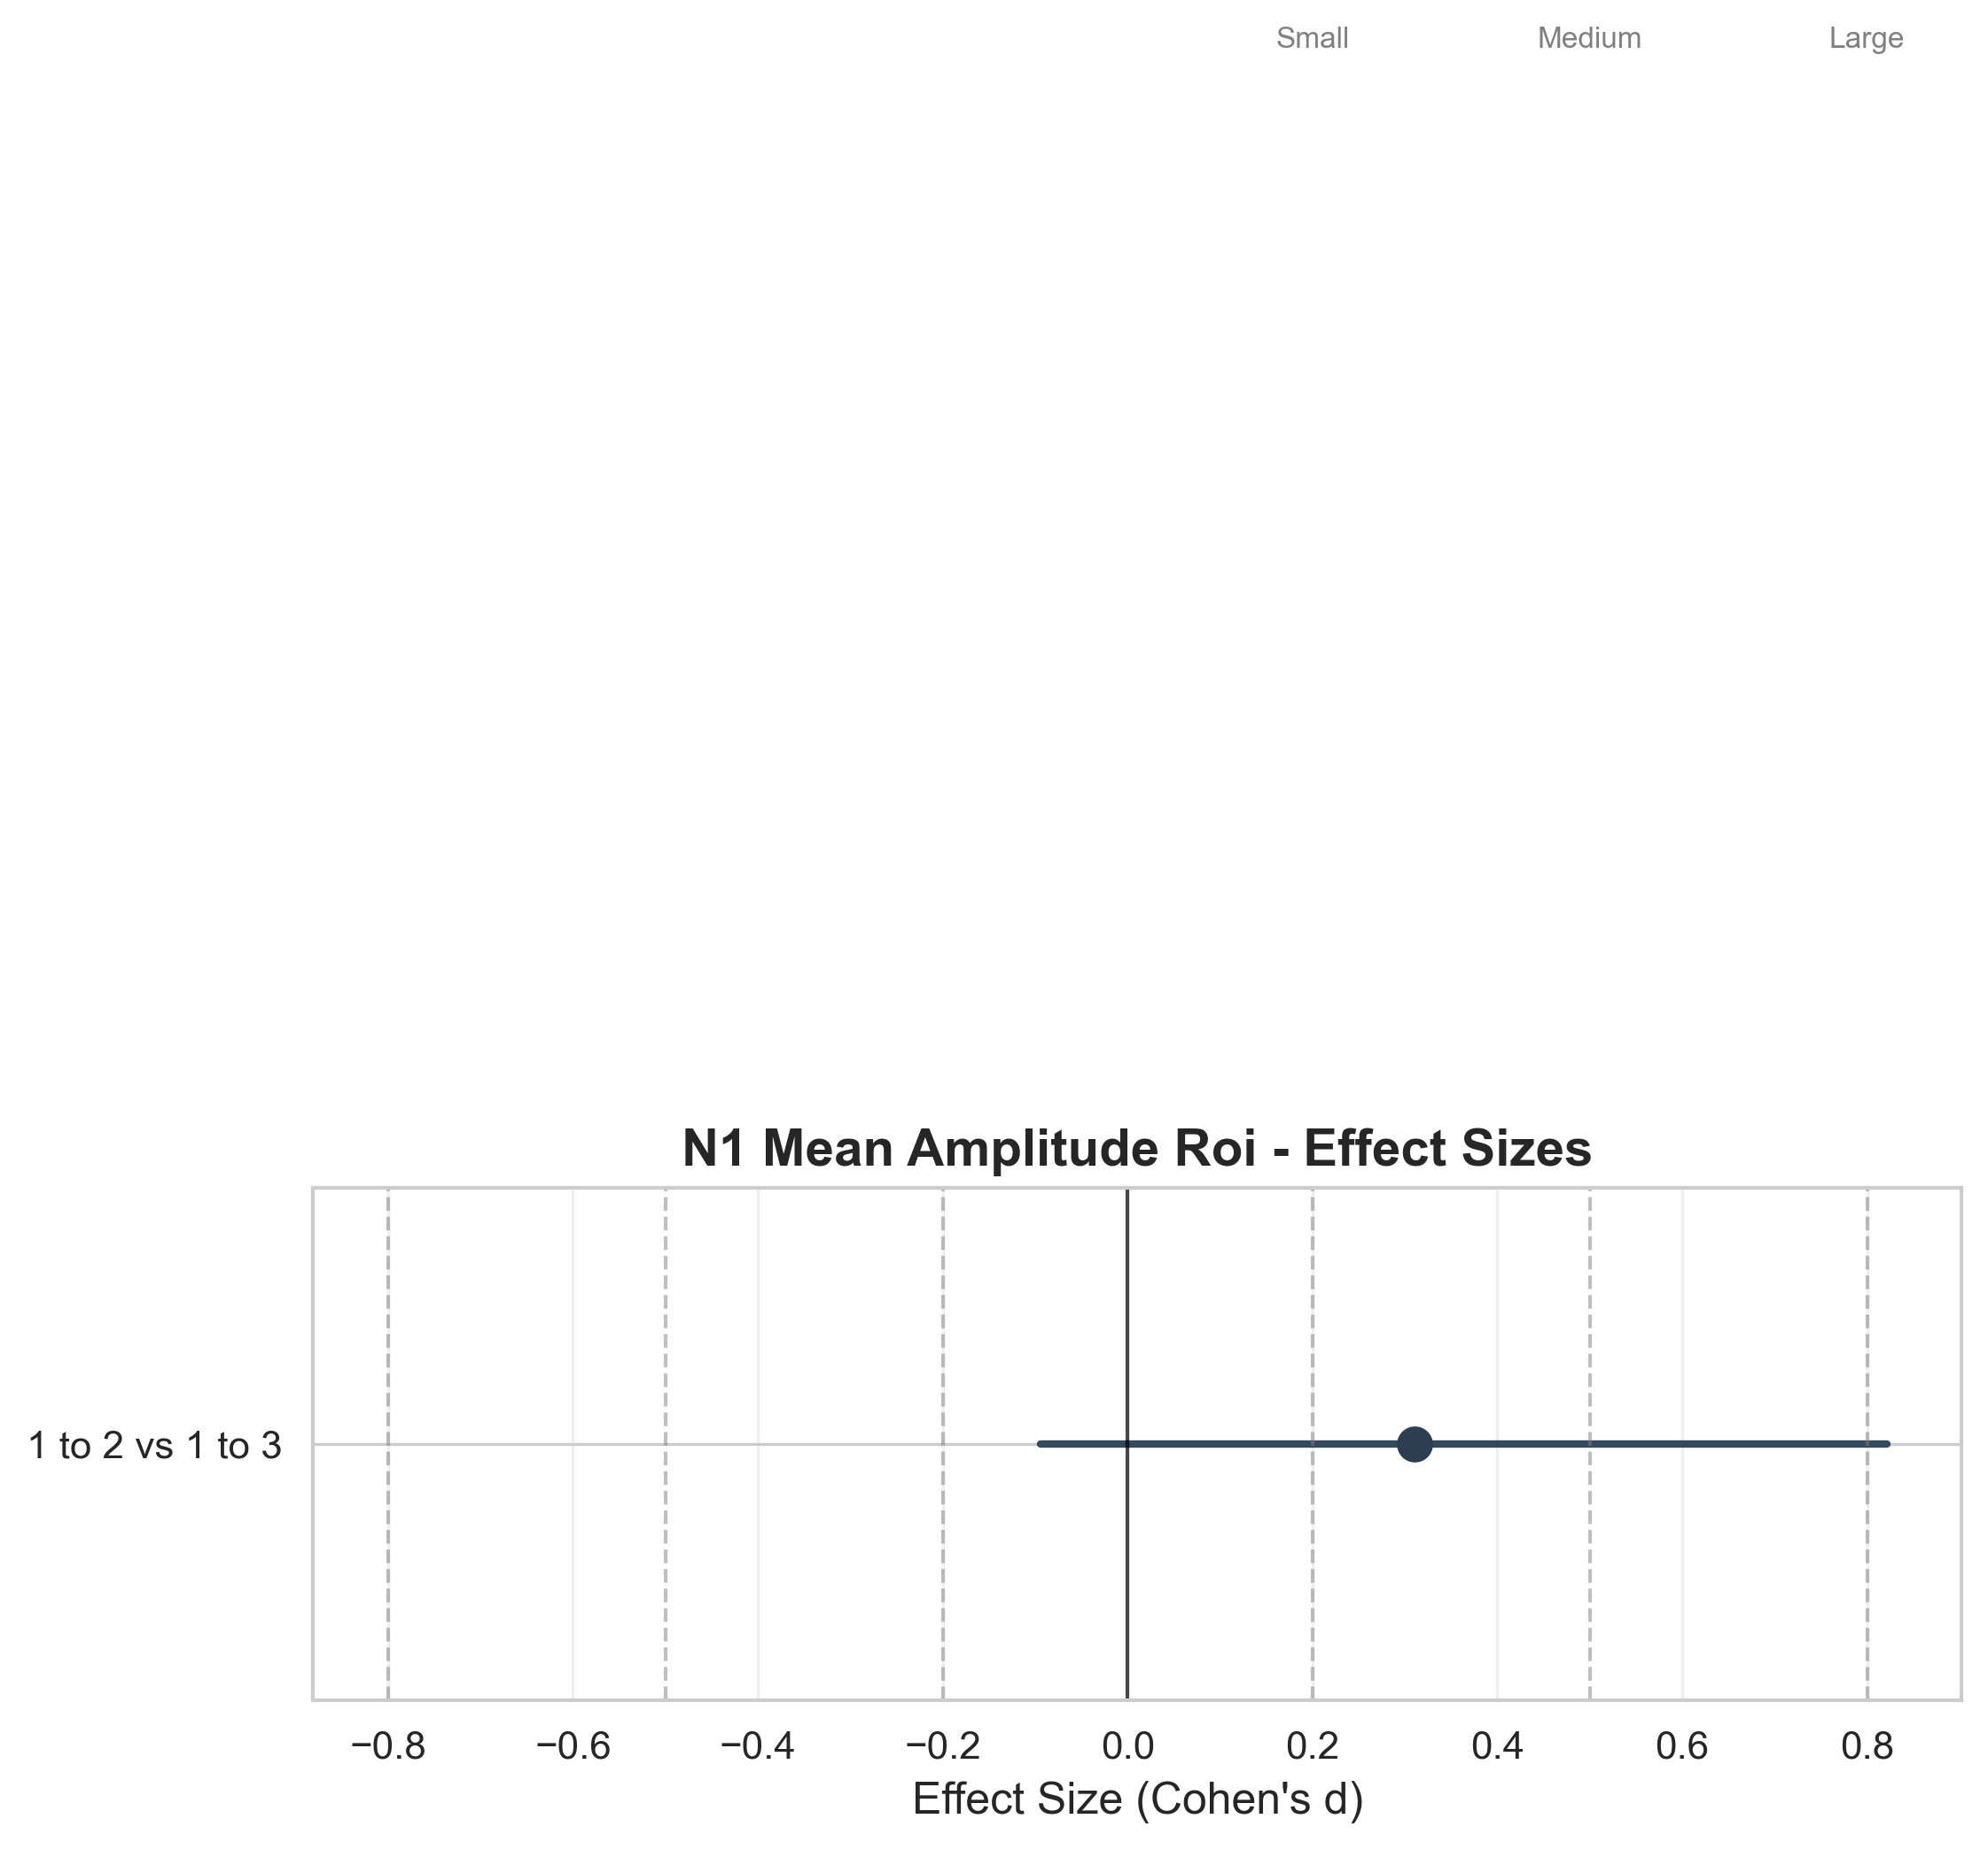 Small Medium Large
N1 Mean Amplitude Roi - Effect Sizes
1 to 2 vs 1 to 3
−0.8 −0.6 −0.4 −0.2 0.0 0.2 0.4 0.6 0.8
Effect Size (Cohen's d)